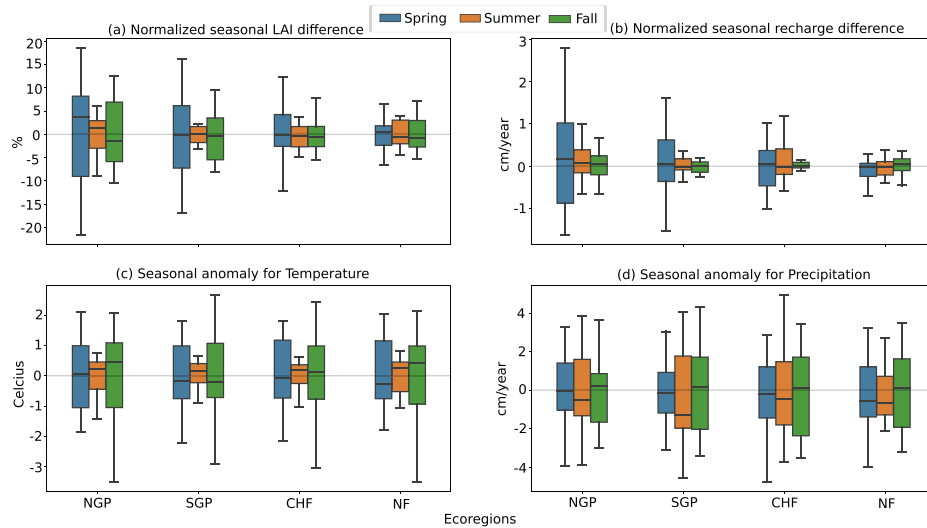 Spring Summer Fall
(a) Normalized seasonal LAI difference
(b) Normalized seasonal recharge difference
20
15
10
5
0
-5
-10
-15
-20
%
3
2
1
0
-1
cm/year
(c) Seasonal anomaly for Temperature
(d) Seasonal anomaly for Precipitation
2
1
0
-1
-2
-3
Celcius
4
2
0
-2
-4
cm/year
NGP SGP CHF NF
NGP SGP CHF NF
Ecoregions